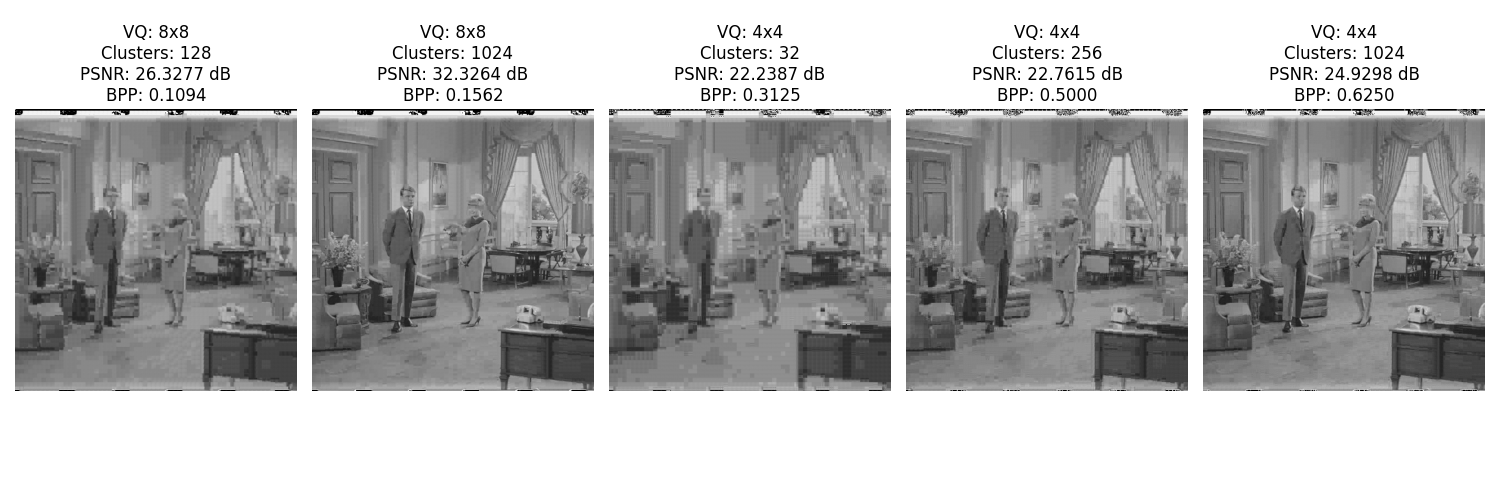 VQ: 8x8
Clusters: 128
PSNR: 26.3277 dB
BPP: 0.1094
VQ: 8x8
Clusters: 1024
PSNR: 32.3264 dB
BPP: 0.1562
VQ: 4x4
Clusters: 32
PSNR: 22.2387 dB
BPP: 0.3125
VQ: 4x4
Clusters: 256
PSNR: 22.7615 dB
BPP: 0.5000
VQ: 4x4
Clusters: 1024
PSNR: 24.9298 dB
BPP: 0.6250